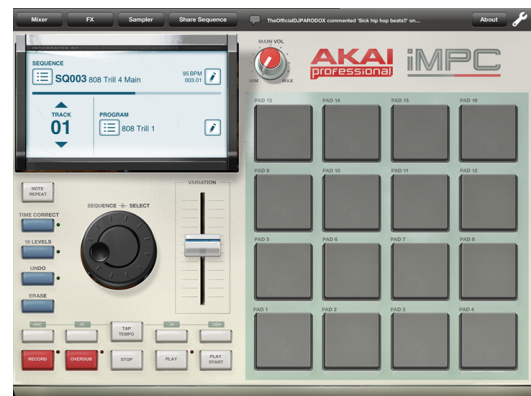 Mixer
FX
Sampler
Share Sequence
TheOfficialDJPARODOX commented 'Sick hip hop beats!' on...
About
SEQUENCE
SQ003 808 Trill 4 Main
95 BPM
003.01
TRACK
01
PROGRAM
808 Trill 1
MAIN VOL
MIN
MAX
AKAI
professional
iMPC
PAD 13
PAD 14
PAD 15
PAD 16
PAD 9
PAD 10
PAD 11
PAD 12
PAD 5
PAD 6
PAD 7
PAD 8
PAD 1
PAD 2
PAD 3
PAD 4
NOTE
REPEAT
TIME CORRECT
16 LEVELS
UNDO
ERASE
SEQUENCE
SELECT
VARIATION
<<
<
TAP
TEMPO
>
>>
RECORD
OVERDUB
STOP
PLAY
PLAY
START